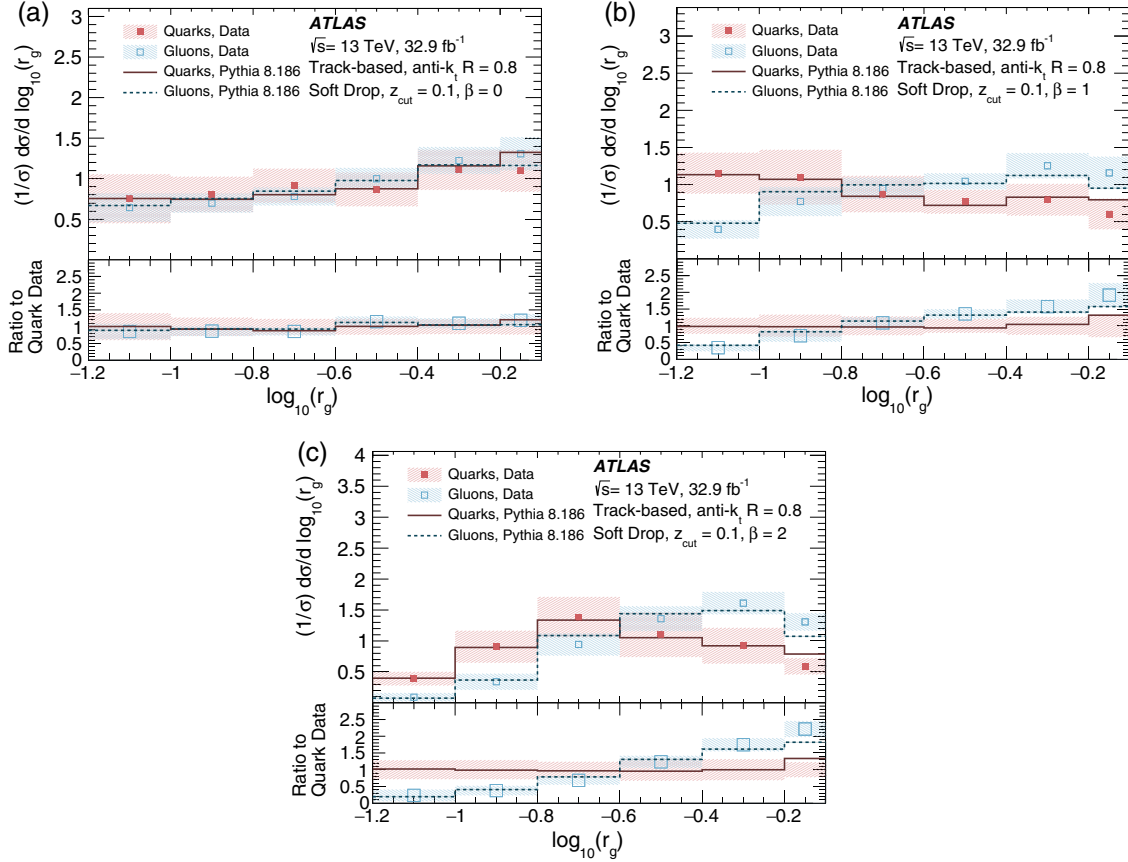 (a)
ATLAS
√s= 13 TeV, 32.9 fb⁻¹
Track-based, anti-kₜ R = 0.8
Soft Drop, z_cut = 0.1, β = 0
Quarks, Data
Gluons, Data
Quarks, Pythia 8.186
Gluons, Pythia 8.186
(1/σ) dσ/d log₁₀(r_g)
3
2.5
2
1.5
1
0.5
Ratio to
Quark Data
2.5
2
1.5
1
0.5
0
−1.2 −1 −0.8 −0.6 −0.4 −0.2
log₁₀(r_g)
(b)
ATLAS
√s= 13 TeV, 32.9 fb⁻¹
Track-based, anti-kₜ R = 0.8
Soft Drop, z_cut = 0.1, β = 1
Quarks, Data
Gluons, Data
Quarks, Pythia 8.186
Gluons, Pythia 8.186
(1/σ) dσ/d log₁₀(r_g)
3
2.5
2
1.5
1
0.5
0
Ratio to
Quark Data
2.5
2
1.5
1
0.5
0
−1.2 −1 −0.8 −0.6 −0.4 −0.2
log₁₀(r_g)
(c)
ATLAS
√s= 13 TeV, 32.9 fb⁻¹
Track-based, anti-kₜ R = 0.8
Soft Drop, z_cut = 0.1, β = 2
Quarks, Data
Gluons, Data
Quarks, Pythia 8.186
Gluons, Pythia 8.186
(1/σ) dσ/d log₁₀(r_g)
4
3.5
3
2.5
2
1.5
1
0.5
Ratio to
Quark Data
2.5
2
1.5
1
0.5
0
−1.2 −1 −0.8 −0.6 −0.4 −0.2
log₁₀(r_g)